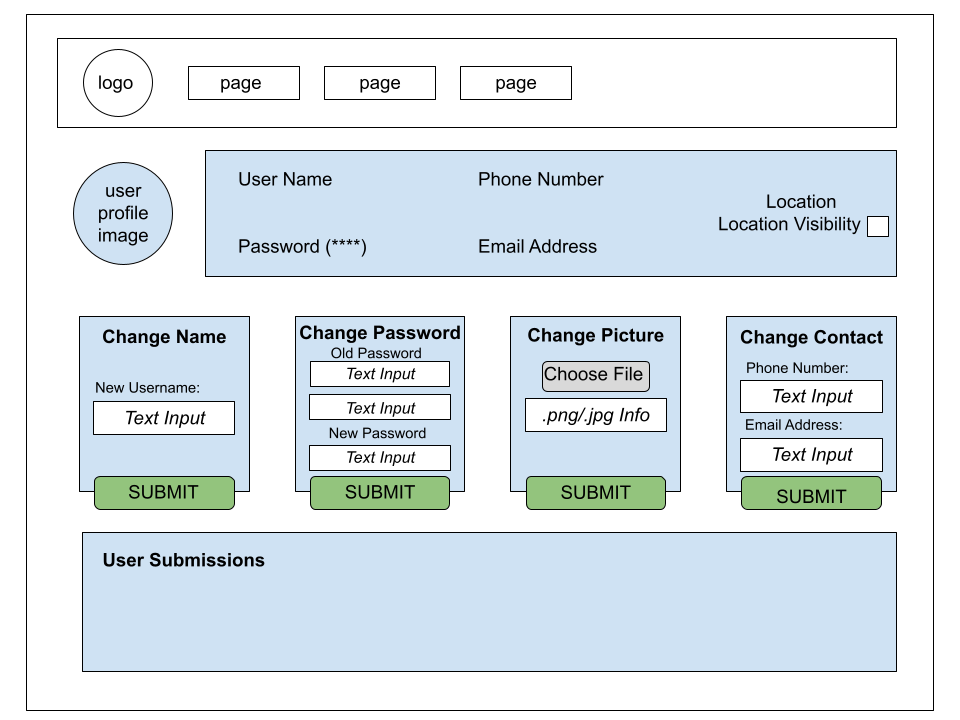 logo
page
page
page
user
profile
image
User Name
Phone Number
Location
Location Visibility
Password (****)
Email Address
Change Name
New Username:
Text Input
SUBMIT
Change Password
Old Password
Text Input
Text Input
New Password
Text Input
SUBMIT
Change Picture
Choose File
.png/.jpg Info
SUBMIT
Change Contact
Phone Number:
Text Input
Email Address:
Text Input
SUBMIT
User Submissions